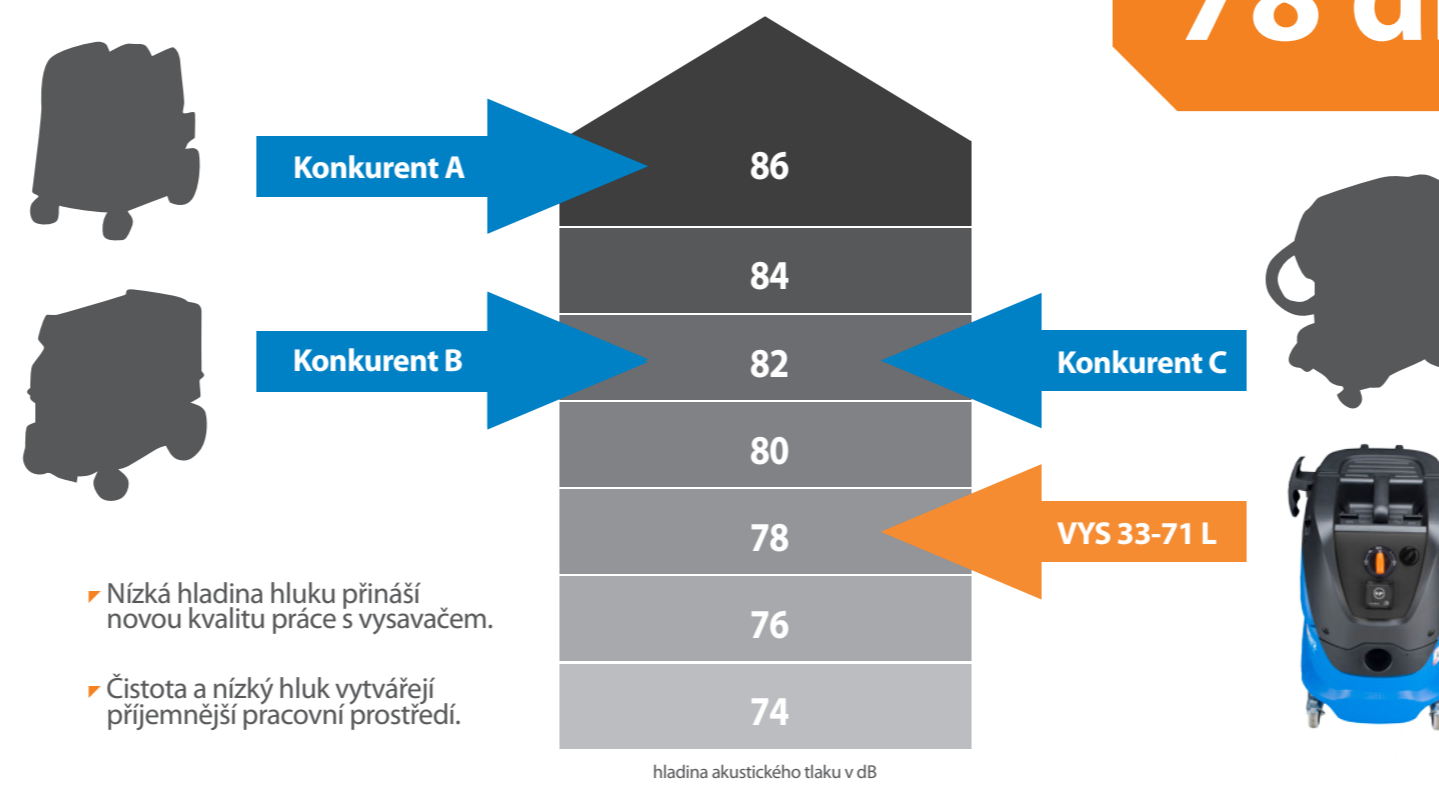 78
Konkurent A
86
84
Konkurent B
82
Konkurent C
80
78
VYS 33-71 L
76
74
Nízká hladina hluku přináší
novou kvalitu práce s vysavačem.
Čistota a nízký hluk vytvářejí
příjemnější pracovní prostředí.
hladina akustického tlaku v dB